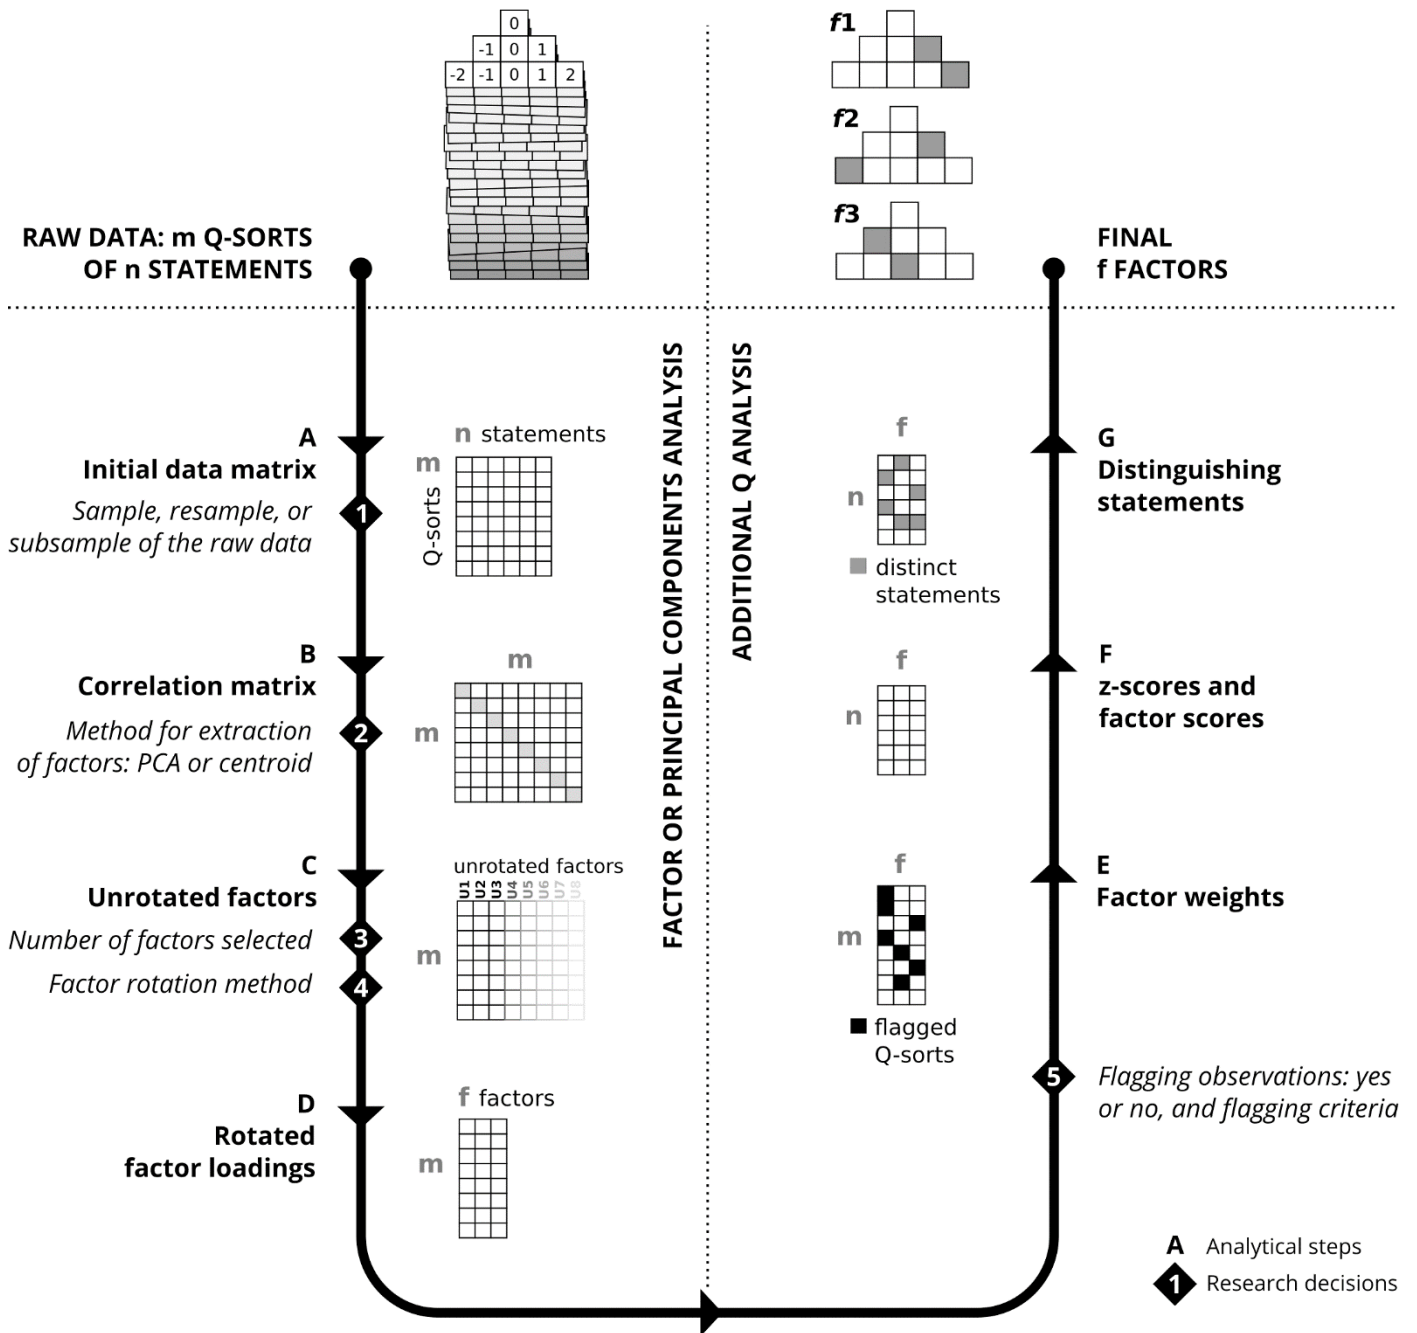 0
-1 0 1
-2 -1 0 1 2
RAW DATA: m Q-SORTS
OF n STATEMENTS
f1
f2
f3
FINAL
f FACTORS
FACTOR OR PRINCIPAL COMPONENTS ANALYSIS
ADDITIONAL Q ANALYSIS
A
Initial data matrix
1
Sample, resample, or
subsample of the raw data
n statements
m
Q-sorts
B
Correlation matrix
2
Method for extraction
of factors: PCA or centroid
m
m
C
Unrotated factors
3
Number of factors selected
4
Factor rotation method
unrotated factors
U1 U2 U3 U4 U5 U6 U7 U8
m
D
Rotated
factor loadings
f factors
m
G
Distinguishing
statements
f
n
distinct
statements
F
z-scores and
factor scores
f
n
E
Factor weights
f
m
flagged
Q-sorts
5
Flagging observations: yes
or no, and flagging criteria
A Analytical steps
1 Research decisions